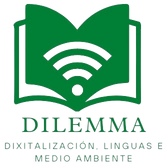 DILEMMA
DIXITALIZACIÓN, LINGUAS E
MEDIO AMBIENTE